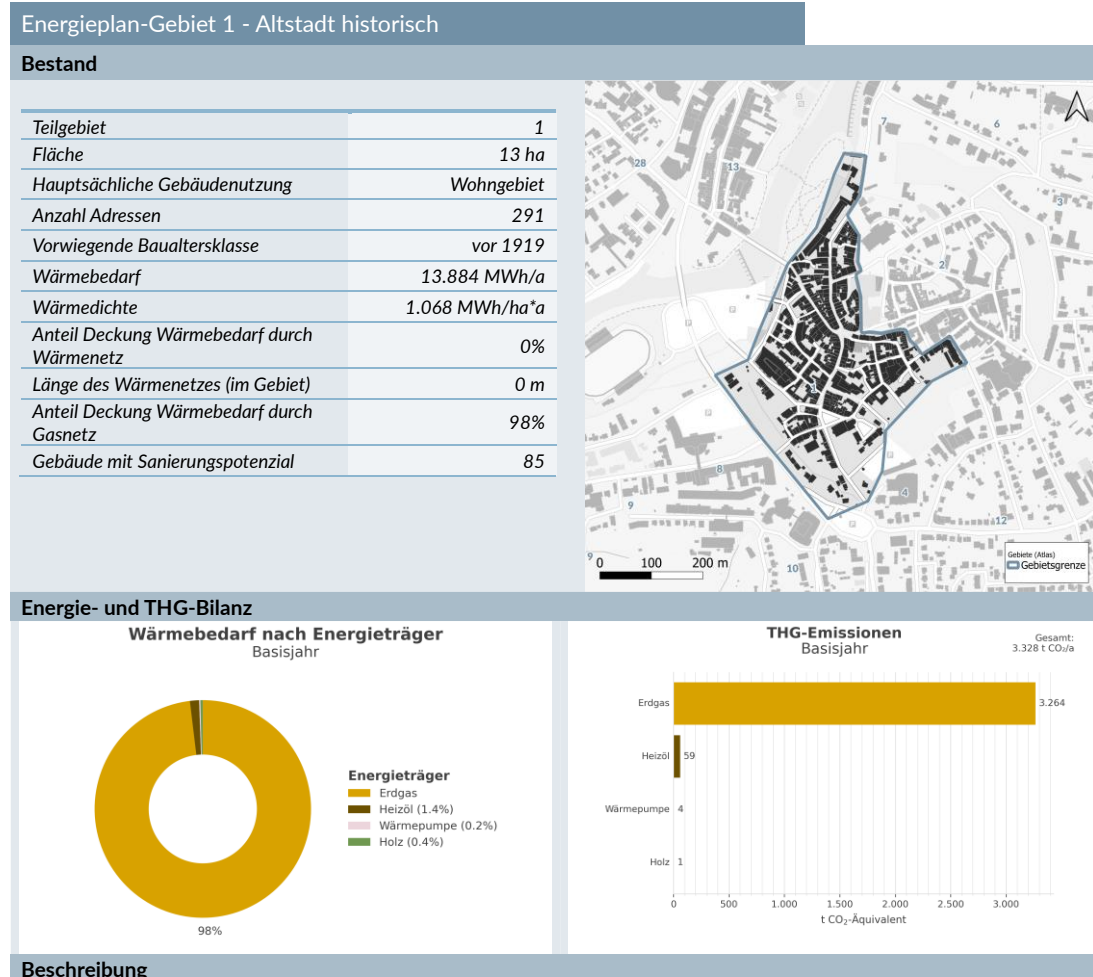 Energieplan-Gebiet 1 - Altstadt historisch
Bestand
Teilgebiet 1
Fläche 13 ha
Hauptsächliche Gebäudenutzung Wohngebiet
Anzahl Adressen 291
Vorwiegende Baualtersklasse vor 1919
Wärmebedarf 13.884 MWh/a
Wärmedichte 1.068 MWh/ha*a
Anteil Deckung Wärmebedarf durch
Wärmenetz 0%
Länge des Wärmenetzes (im Gebiet) 0 m
Anteil Deckung Wärmebedarf durch
Gasnetz 98%
Gebäude mit Sanierungspotenzial 85
7
6
28
13
3
2
1
8
4
9
12
9
10
0 100 200 m
Gebiete (Atlas)
Gebietsgrenze
Energie- und THG-Bilanz
Wärmebedarf nach Energieträger
Basisjahr
Energieträger
Erdgas
Heizöl (1.4%)
Wärmepumpe (0.2%)
Holz (0.4%)
98%
THG-Emissionen
Basisjahr
Gesamt:
3.328 t CO₂/a
Erdgas 3.264
Heizöl 59
Wärmepumpe 4
Holz 1
0 500 1.000 1.500 2.000 2.500 3.000
t CO₂-Äquivalent
Beschreibung